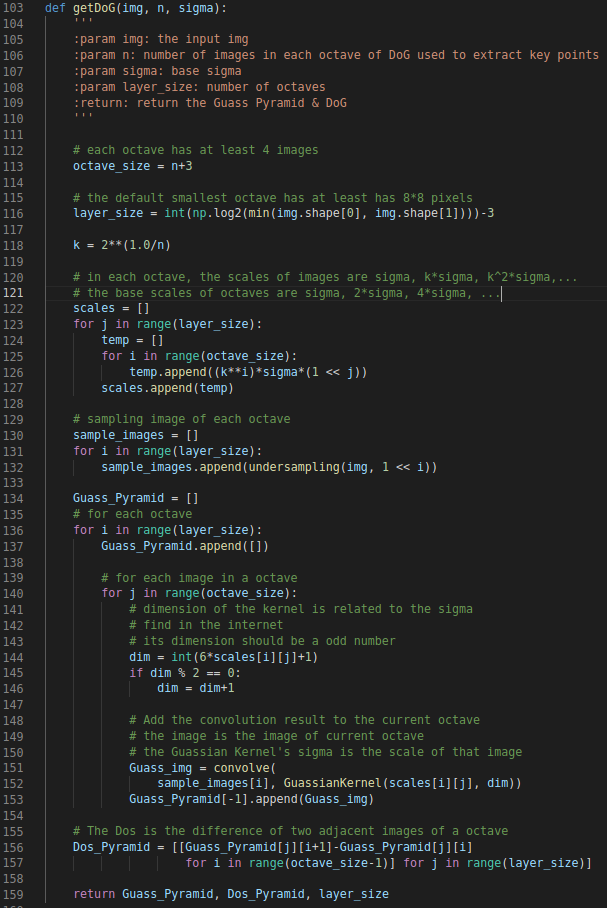 103 def getDoG(img, n, sigma):
104     '''
105     :param img: the input img
106     :param n: number of images in each octave of DoG used to extract key points
107     :param sigma: base sigma
108     :param layer_size: number of octaves
109     :return: return the Guass Pyramid & DoG
110     '''
111
112     # each octave has at least 4 images
113     octave_size = n+3
114
115     # the default smallest octave has at least has 8*8 pixels
116     layer_size = int(np.log2(min(img.shape[0], img.shape[1])))-3
117
118     k = 2**(1.0/n)
119
120     # in each octave, the scales of images are sigma, k*sigma, k^2*sigma,...
121     # the base scales of octaves are sigma, 2*sigma, 4*sigma, ...
122     scales = []
123     for j in range(layer_size):
124         temp = []
125         for i in range(octave_size):
126             temp.append((k**i)*sigma*(1 << j))
127         scales.append(temp)
128
129     # sampling image of each octave
130     sample_images = []
131     for i in range(layer_size):
132         sample_images.append(undersampling(img, 1 << i))
133
134     Guass_Pyramid = []
135     # for each octave
136     for i in range(layer_size):
137         Guass_Pyramid.append([])
138
139         # for each image in a octave
140         for j in range(octave_size):
141             # dimension of the kernel is related to the sigma
142             # find in the internet
143             # its dimension should be a odd number
144             dim = int(6*scales[i][j]+1)
145             if dim % 2 == 0:
146                 dim = dim+1
147
148             # Add the convolution result to the current octave
149             # the image is the image of current octave
150             # the Guassian Kernel's sigma is the scale of that image
151             Guass_img = convolve(
152                 sample_images[i], GuassianKernel(scales[i][j], dim))
153             Guass_Pyramid[-1].append(Guass_img)
154
155     # The Dos is the difference of two adjacent images of a octave
156     Dos_Pyramid = [[Guass_Pyramid[j][i+1]-Guass_Pyramid[j][i]
157                     for i in range(octave_size-1)] for j in range(layer_size)]
158
159     return Guass_Pyramid, Dos_Pyramid, layer_size